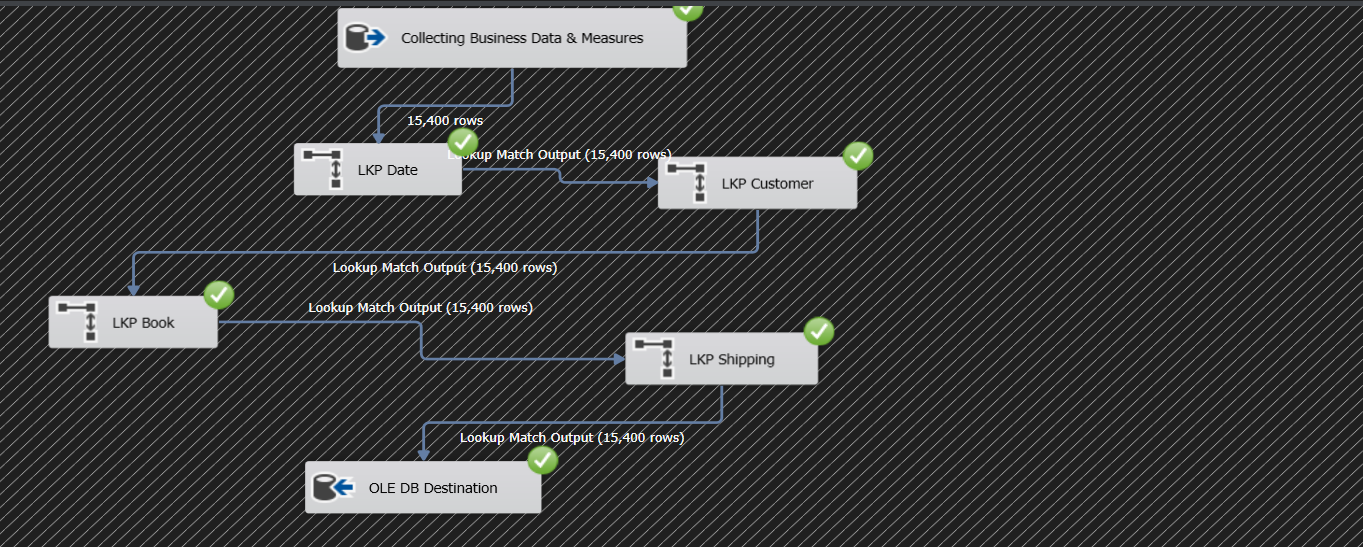 Collecting Business Data & Measures
15,400 rows
LKP Date
Lookup Match Output (15,400 rows)
LKP Customer
Lookup Match Output (15,400 rows)
LKP Book
Lookup Match Output (15,400 rows)
LKP Shipping
Lookup Match Output (15,400 rows)
OLE DB Destination